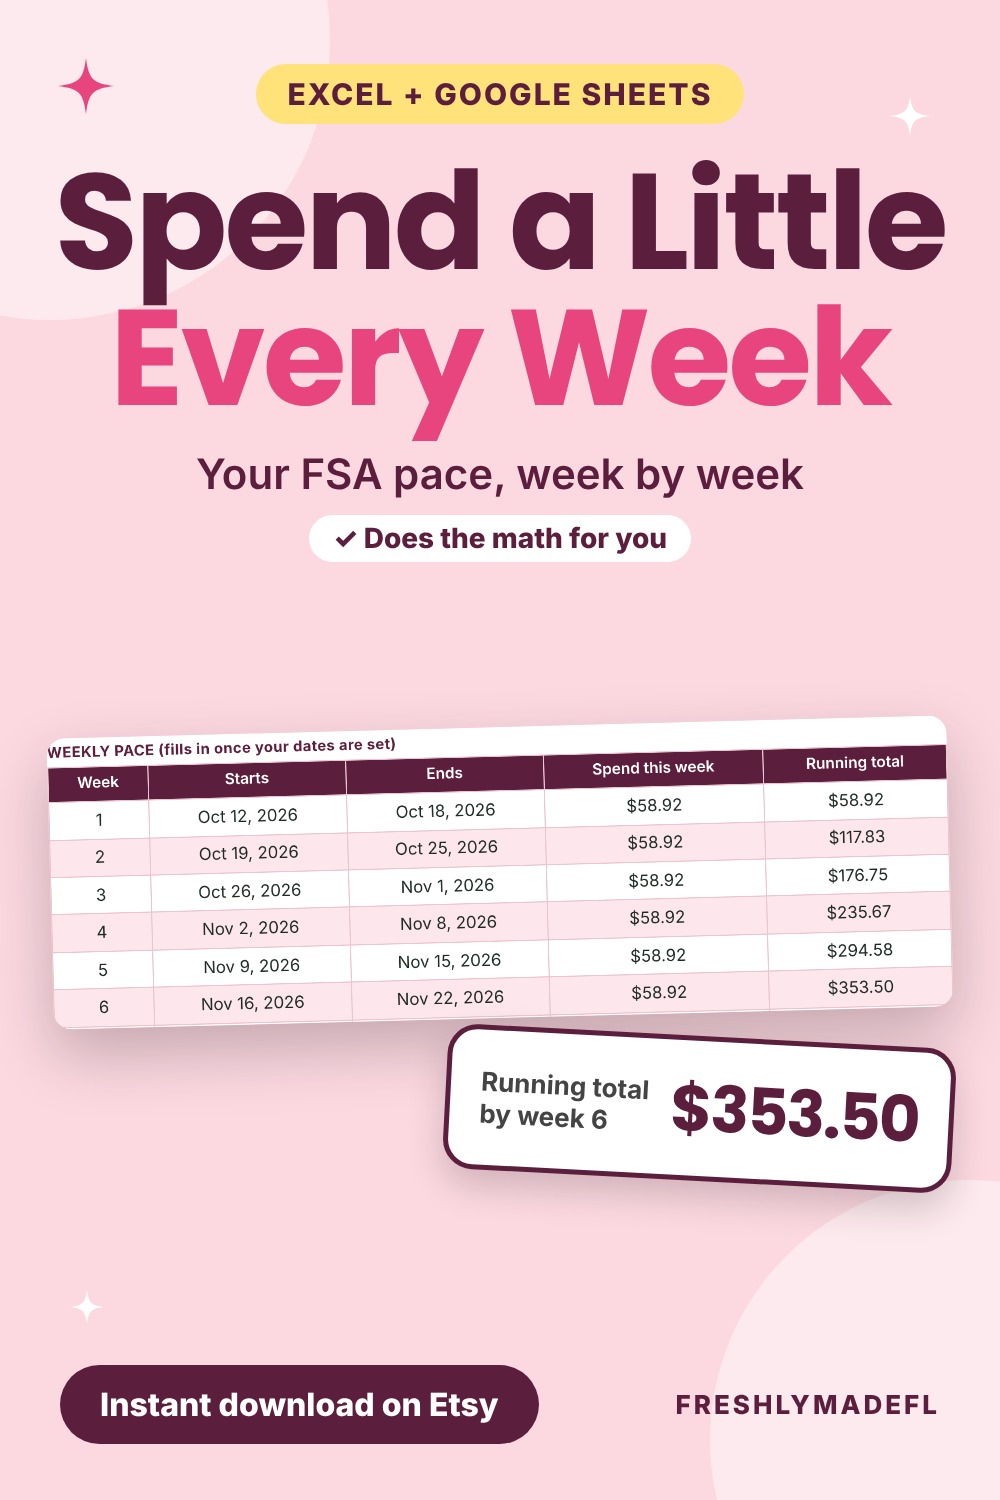 EXCEL + GOOGLE SHEETS
Spend a Little
Every Week
Your FSA pace, week by week
✓ Does the math for you
WEEKLY PACE (fills in once your dates are set)
Week Starts Ends Spend this week Running total
1 Oct 12, 2026 Oct 18, 2026 $58.92 $58.92
2 Oct 19, 2026 Oct 25, 2026 $58.92 $117.83
3 Oct 26, 2026 Nov 1, 2026 $58.92 $176.75
4 Nov 2, 2026 Nov 8, 2026 $58.92 $235.67
5 Nov 9, 2026 Nov 15, 2026 $58.92 $294.58
6 Nov 16, 2026 Nov 22, 2026 $58.92 $353.50
Running total
by week 6
$353.50
Instant download on Etsy
FRESHLYMADEFL